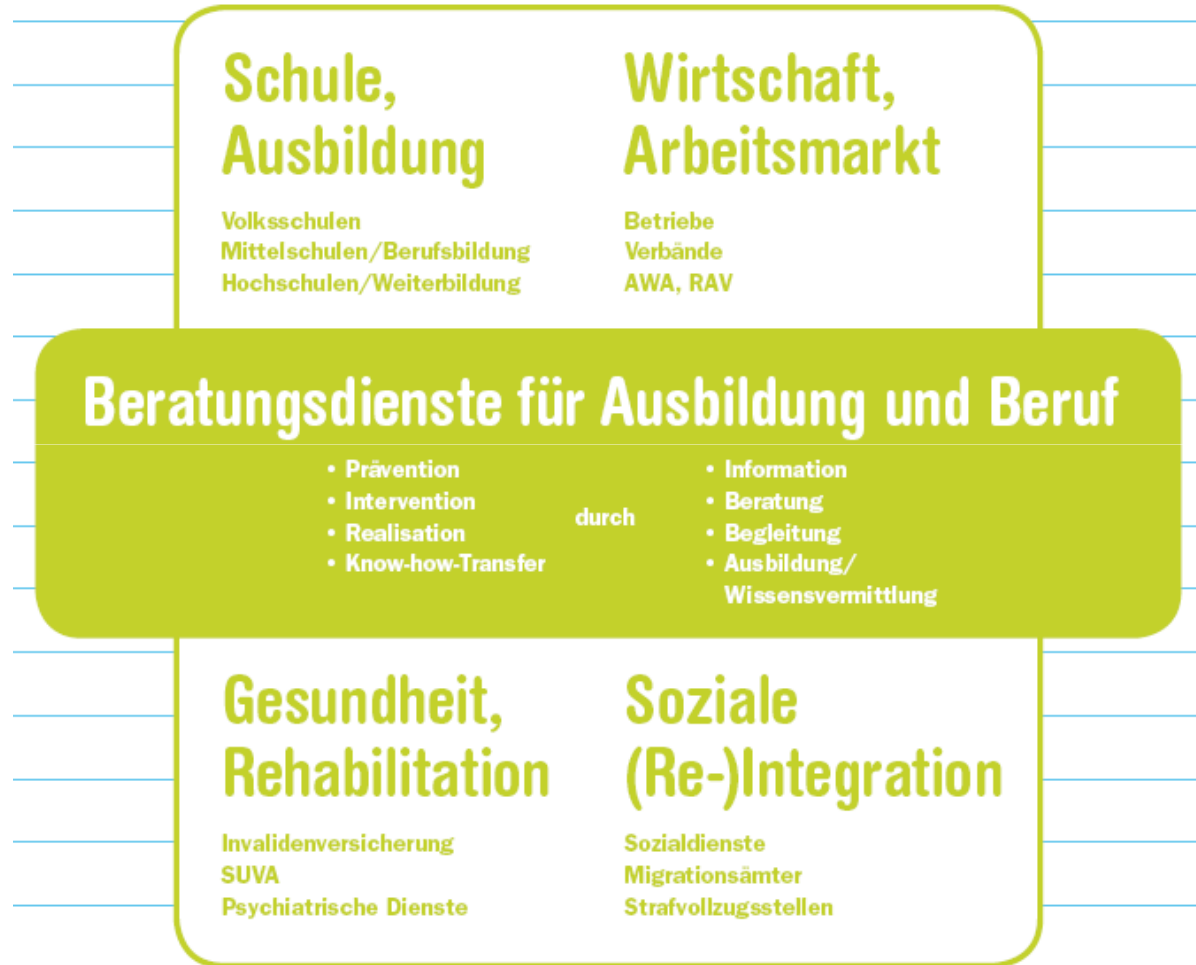 Schule,
Ausbildung
Volksschulen
Mittelschulen/Berufsbildung
Hochschulen/Weiterbildung
Wirtschaft,
Arbeitsmarkt
Betriebe
Verbände
AWA, RAV
Beratungsdienste für Ausbildung und Beruf
• Prävention
• Intervention
• Realisation
• Know-how-Transfer
durch
• Information
• Beratung
• Begleitung
• Ausbildung/
Wissensvermittlung
Gesundheit,
Rehabilitation
Invalidenversicherung
SUVA
Psychiatrische Dienste
Soziale
(Re-)Integration
Sozialdienste
Migrationsämter
Strafvollzugsstellen